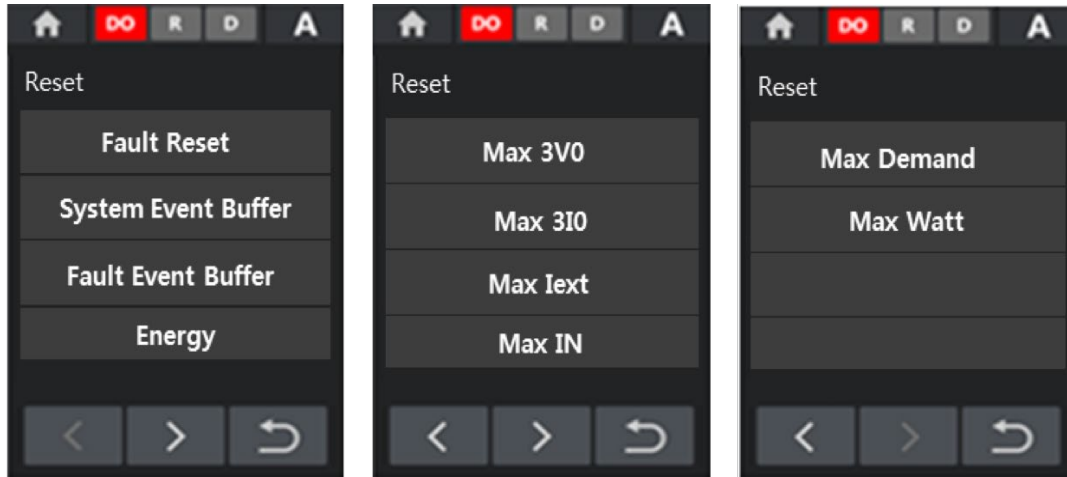 DO R D A
Reset
Fault Reset
System Event Buffer
Fault Event Buffer
Energy
DO R D A
Reset
Max 3V0
Max 3I0
Max Iext
Max IN
DO R D A
Reset
Max Demand
Max Watt